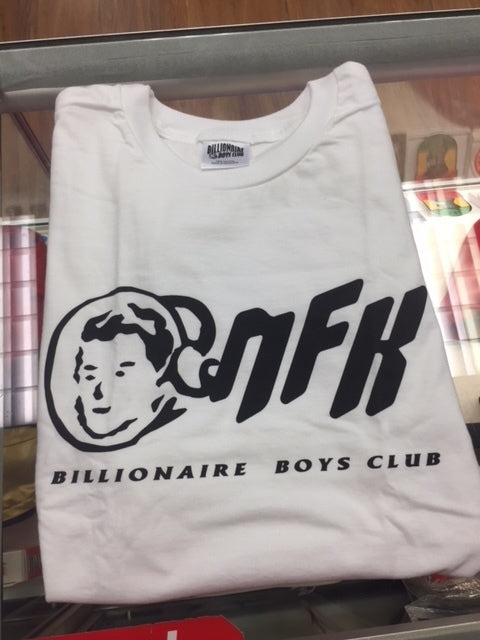 BILLIONAIRE
BOYS CLUB
NFK
BILLIONAIRE BOYS CLUB